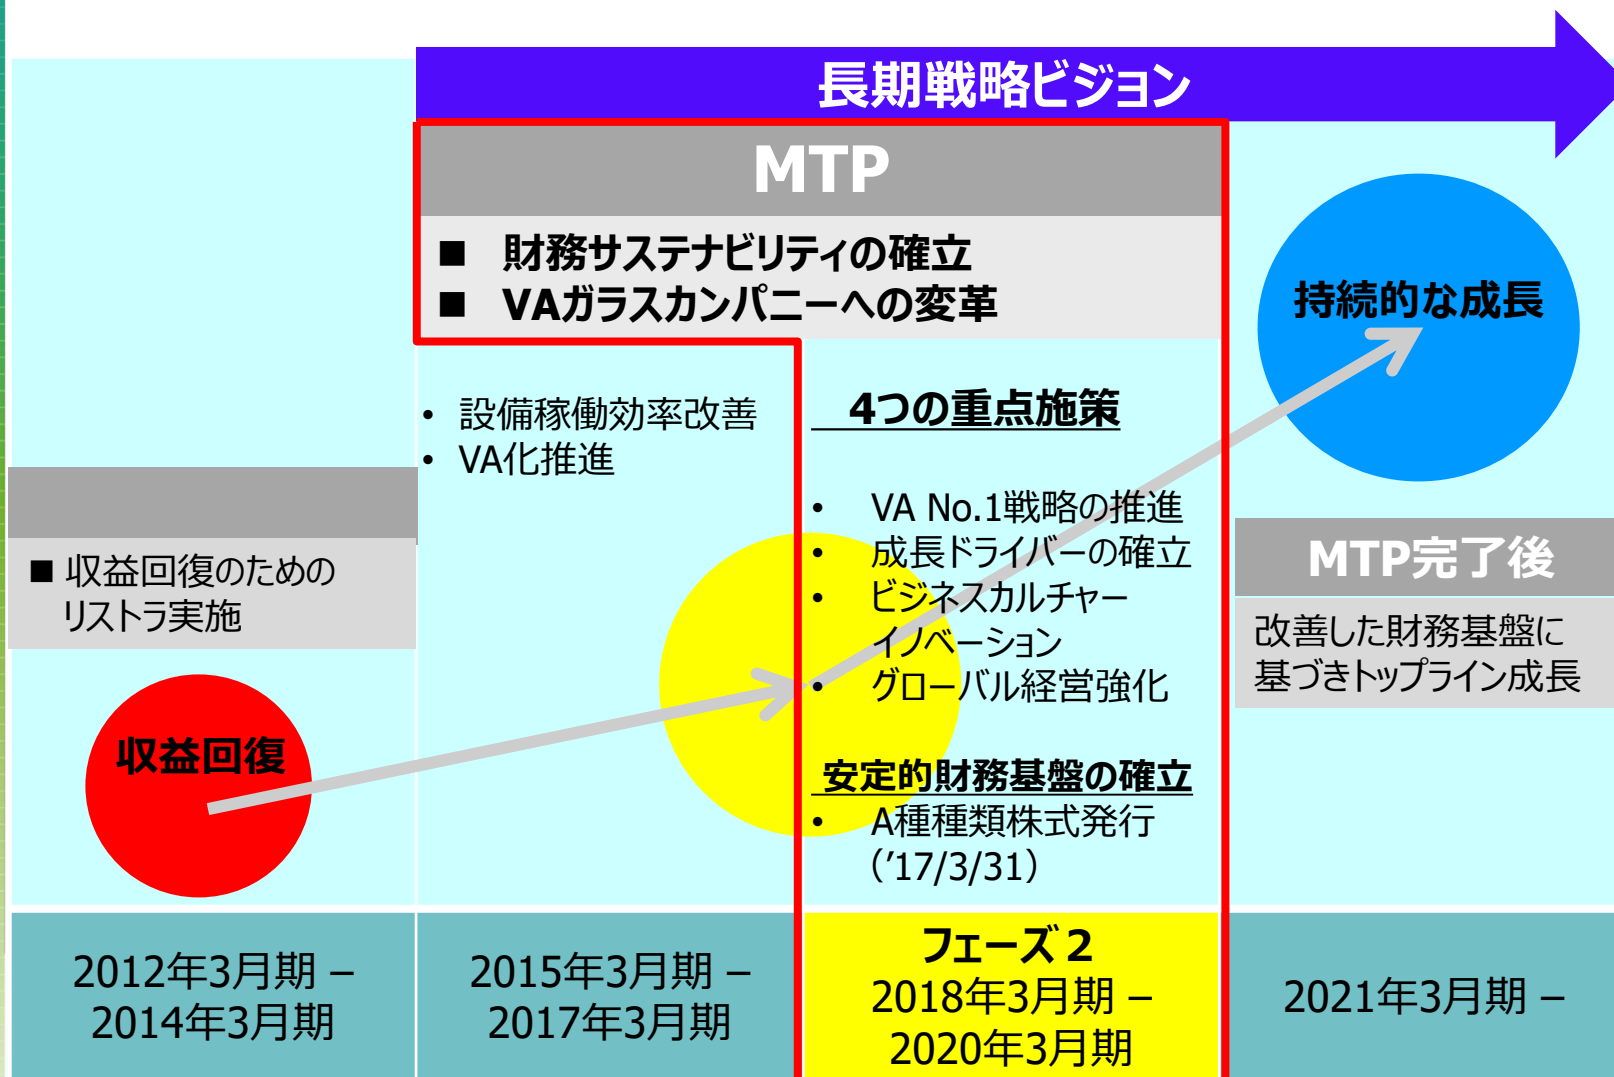 長期戦略ビジョン
MTP
■ 財務サステナビリティの確立
■ VAガラスカンパニーへの変革
■ 収益回復のための
リストラ実施
収益回復
• 設備稼働効率改善
• VA化推進
4つの重点施策
• VA No.1戦略の推進
• 成長ドライバーの確立
• ビジネスカルチャー
イノベーション
• グローバル経営強化
安定的財務基盤の確立
• A種種類株式発行
（’17/3/31）
持続的な成長
MTP完了後
改善した財務基盤に
基づきトップライン成長
2012年3月期 –
2014年3月期
2015年3月期 –
2017年3月期
フェーズ２
2018年3月期 –
2020年3月期
2021年3月期 –